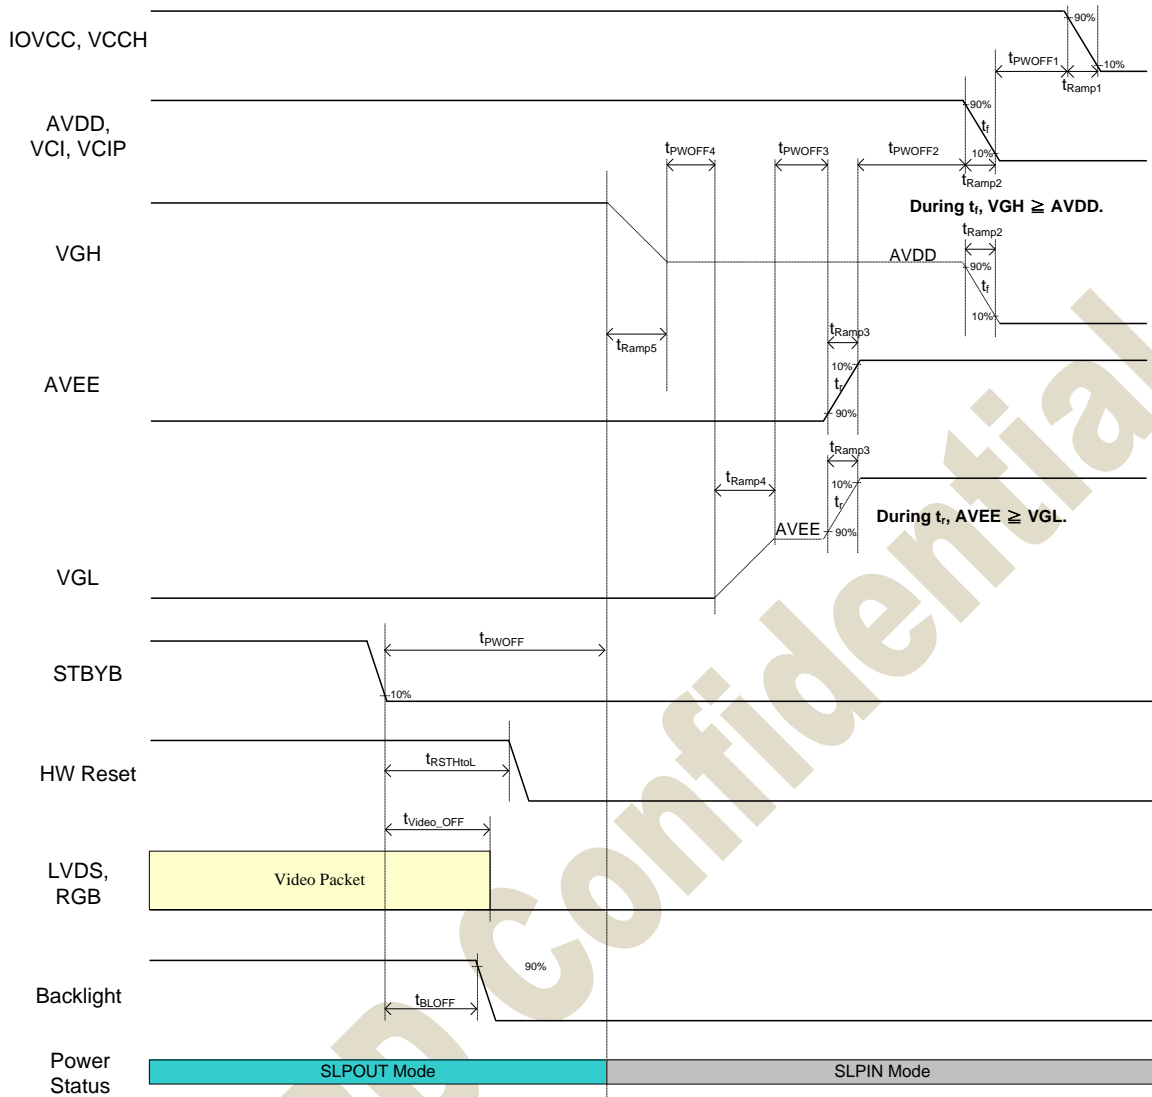 IOVCC, VCCH
90%
tPWOFF1
10%
tRamp1
AVDD,
VCI, VCIP
90%
tf
10%
tPWOFF4
tPWOFF3
tPWOFF2
tRamp2
During tf, VGH ≧ AVDD.
VGH
tRamp2
AVDD
90%
tf
10%
tRamp5
tRamp3
AVEE
10%
tr
90%
tRamp3
tRamp4
10%
tr
During tr, AVEE ≧ VGL.
AVEE
90%
VGL
tPWOFF
STBYB
10%
HW Reset
tRSTHtoL
tVideo_OFF
LVDS,
RGB
Video Packet
90%
Backlight
tBLOFF
Power
Status
SLPOUT Mode
SLPIN Mode
Confidential